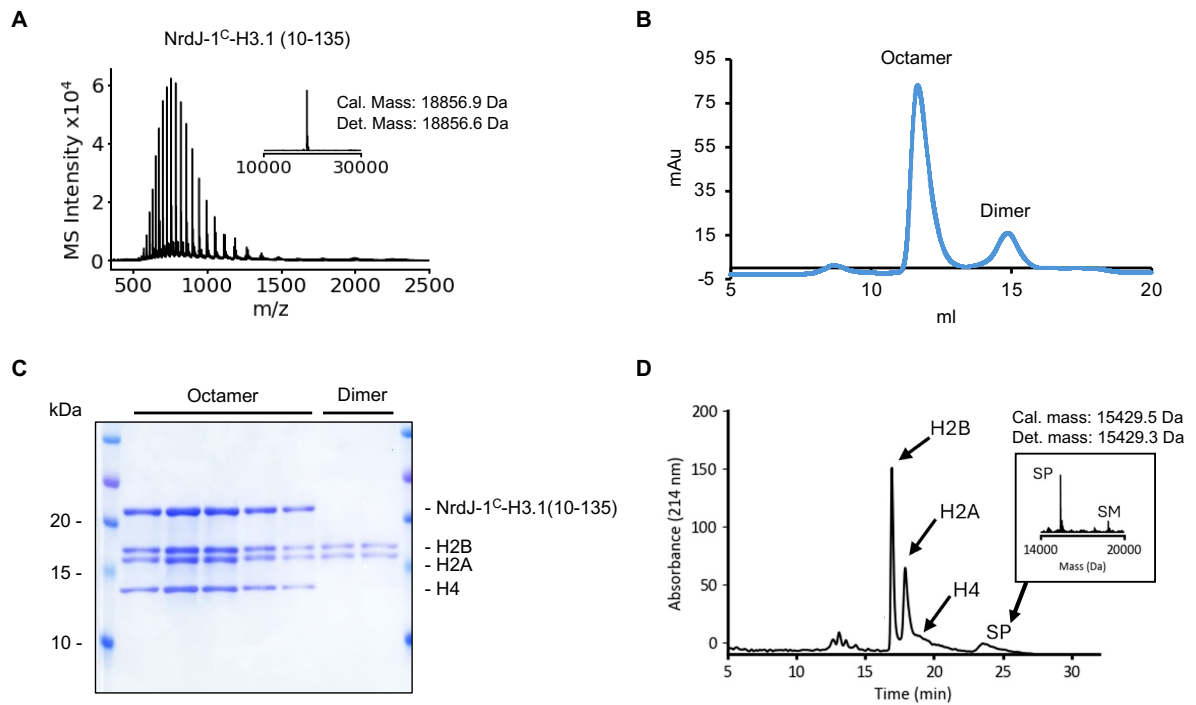 A
NrdJ-1ᶜ-H3.1 (10-135)
MS Intensity x10⁴
6
4
2
0
500
1000
1500
2000
2500
m/z
Cal. Mass: 18856.9 Da
Det. Mass: 18856.6 Da
10000
30000
B
95
75
55
35
15
-5
mAu
5
10
15
20
ml
Octamer
Dimer
C
kDa
Octamer
Dimer
20 -
15 -
10 -
- NrdJ-1ᶜ-H3.1(10-135)
- H2B
- H2A
- H4
D
200
150
100
50
0
Absorbance (214 nm)
5
10
15
20
25
30
Time (min)
H2B
H2A
H4
SP
Cal. mass: 15429.5 Da
Det. mass: 15429.3 Da
SP
SM
14000
20000
Mass (Da)